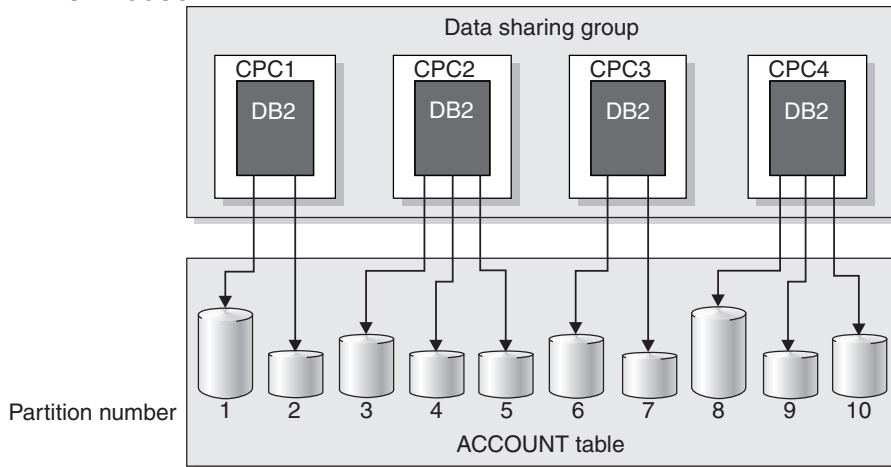 Data sharing group
CPC1 CPC2 CPC3 CPC4
DB2 DB2 DB2 DB2
Partition number 1 2 3 4 5 6 7 8 9 10
ACCOUNT table